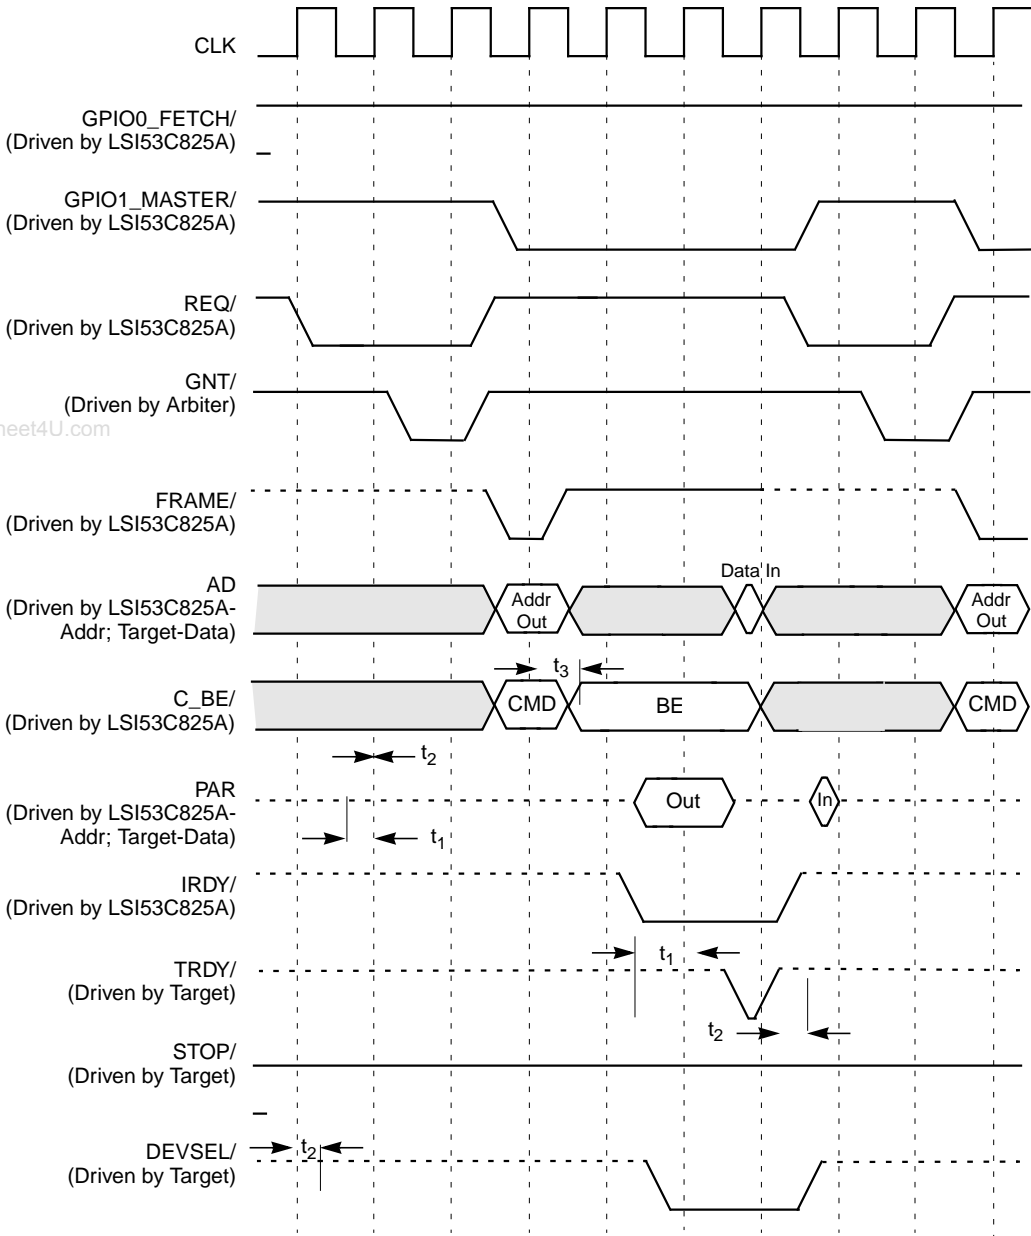 CLK
GPIO0_FETCH/
(Driven by LSI53C825A)
GPIO1_MASTER/
(Driven by LSI53C825A)
REQ/
(Driven by LSI53C825A)
GNT/
(Driven by Arbiter)
heet4U.com
FRAME/
(Driven by LSI53C825A)
Data In
AD
(Driven by LSI53C825A-
Addr; Target-Data)
Addr
Out
Addr
Out
t3
C_BE/
(Driven by LSI53C825A)
CMD
BE
CMD
t2
PAR
(Driven by LSI53C825A-
Addr; Target-Data)
Out
In
t1
IRDY/
(Driven by LSI53C825A)
t1
TRDY/
(Driven by Target)
t2
STOP/
(Driven by Target)
DEVSEL/
(Driven by Target)
t2